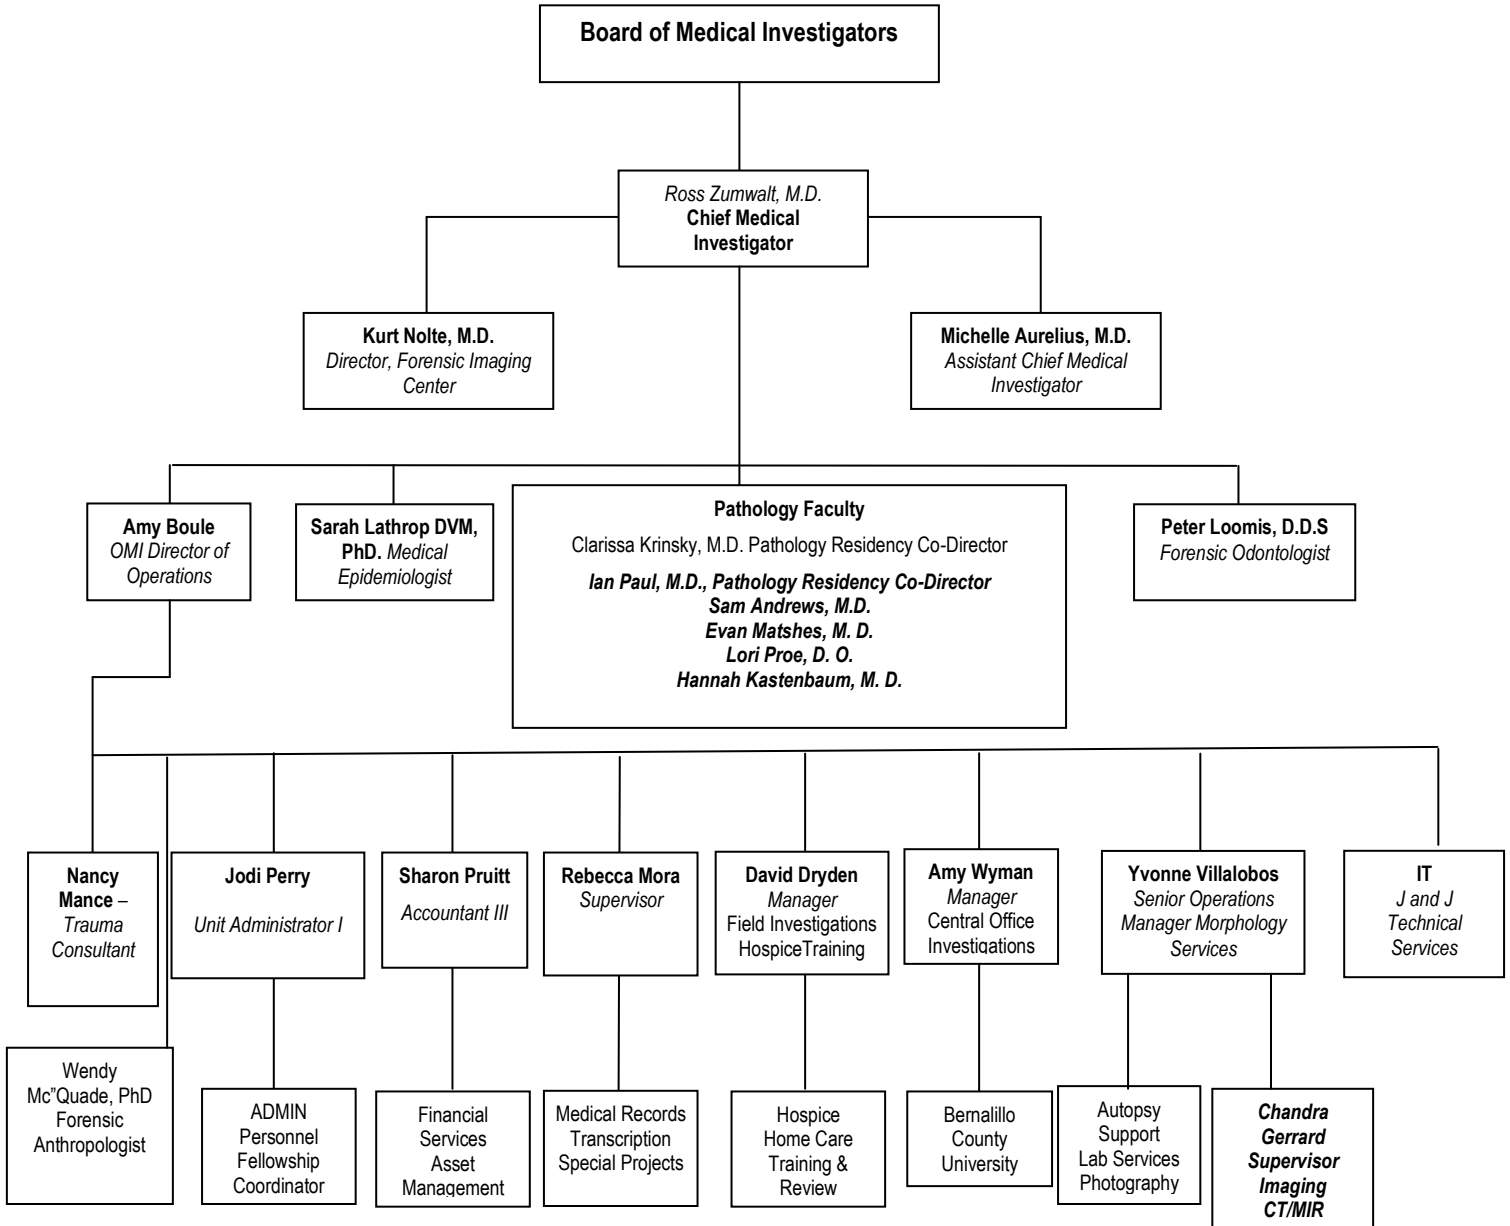 Board of Medical Investigators
Ross Zumwalt, M.D.
Chief Medical
Investigator
Kurt Nolte, M.D.
Director, Forensic Imaging
Center
Michelle Aurelius, M.D.
Assistant Chief Medical
Investigator
Amy Boule
OMI Director of
Operations
Sarah Lathrop DVM,
PhD. Medical
Epidemiologist
Pathology Faculty
Clarissa Krinsky, M.D. Pathology Residency Co-Director
Ian Paul, M.D., Pathology Residency Co-Director
Sam Andrews, M.D.
Evan Matshes, M. D.
Lori Proe, D. O.
Hannah Kastenbaum, M. D.
Peter Loomis, D.D.S
Forensic Odontologist
Nancy
Mance –
Trauma
Consultant
Jodi Perry
Unit Administrator I
Sharon Pruitt
Accountant III
Rebecca Mora
Supervisor
David Dryden
Manager
Field Investigations
HospiceTraining
Amy Wyman
Manager
Central Office
Investigations
Yvonne Villalobos
Senior Operations
Manager Morphology
Services
IT
J and J
Technical
Services
Wendy
Mc"Quade, PhD
Forensic
Anthropologist
ADMIN
Personnel
Fellowship
Coordinator
Financial
Services
Asset
Management
Medical Records
Transcription
Special Projects
Hospice
Home Care
Training &
Review
Bernalillo
County
University
Autopsy
Support
Lab Services
Photography
Chandra
Gerrard
Supervisor
Imaging
CT/MIR